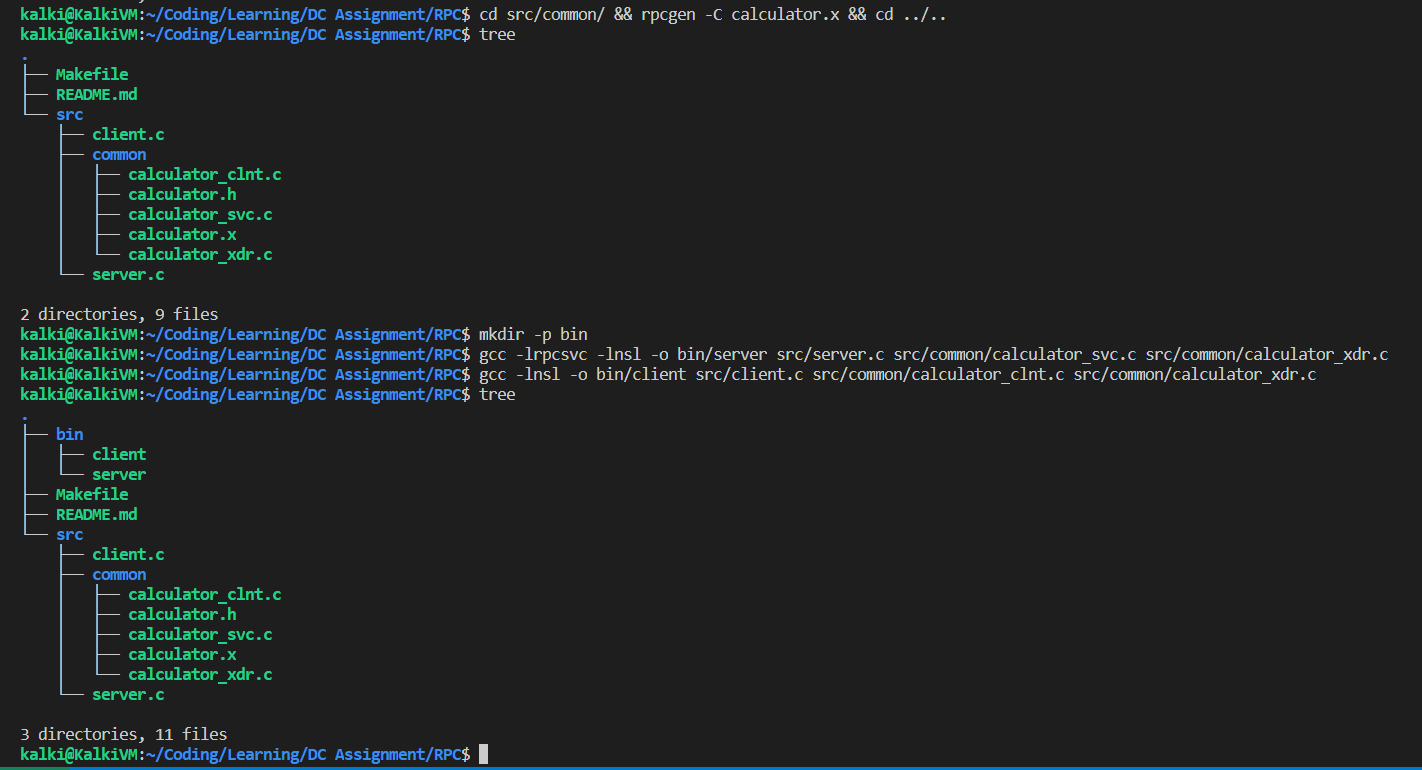 kalki@KalkiVM:~/Coding/Learning/DC Assignment/RPC$ cd src/common/ && rpcgen -C calculator.x && cd ../..
kalki@KalkiVM:~/Coding/Learning/DC Assignment/RPC$ tree
.
├── Makefile
├── README.md
└── src
    ├── client.c
    ├── common
    │   ├── calculator_clnt.c
    │   ├── calculator.h
    │   ├── calculator_svc.c
    │   ├── calculator.x
    │   └── calculator_xdr.c
    └── server.c
2 directories, 9 files
kalki@KalkiVM:~/Coding/Learning/DC Assignment/RPC$ mkdir -p bin
kalki@KalkiVM:~/Coding/Learning/DC Assignment/RPC$ gcc -lrpcsvc -lnsl -o bin/server src/server.c src/common/calculator_svc.c src/common/calculator_xdr.c
kalki@KalkiVM:~/Coding/Learning/DC Assignment/RPC$ gcc -lnsl -o bin/client src/client.c src/common/calculator_clnt.c src/common/calculator_xdr.c
kalki@KalkiVM:~/Coding/Learning/DC Assignment/RPC$ tree
.
├── bin
│   ├── client
│   └── server
├── Makefile
├── README.md
└── src
    ├── client.c
    ├── common
    │   ├── calculator_clnt.c
    │   ├── calculator.h
    │   ├── calculator_svc.c
    │   ├── calculator.x
    │   └── calculator_xdr.c
    └── server.c
3 directories, 11 files
kalki@KalkiVM:~/Coding/Learning/DC Assignment/RPC$